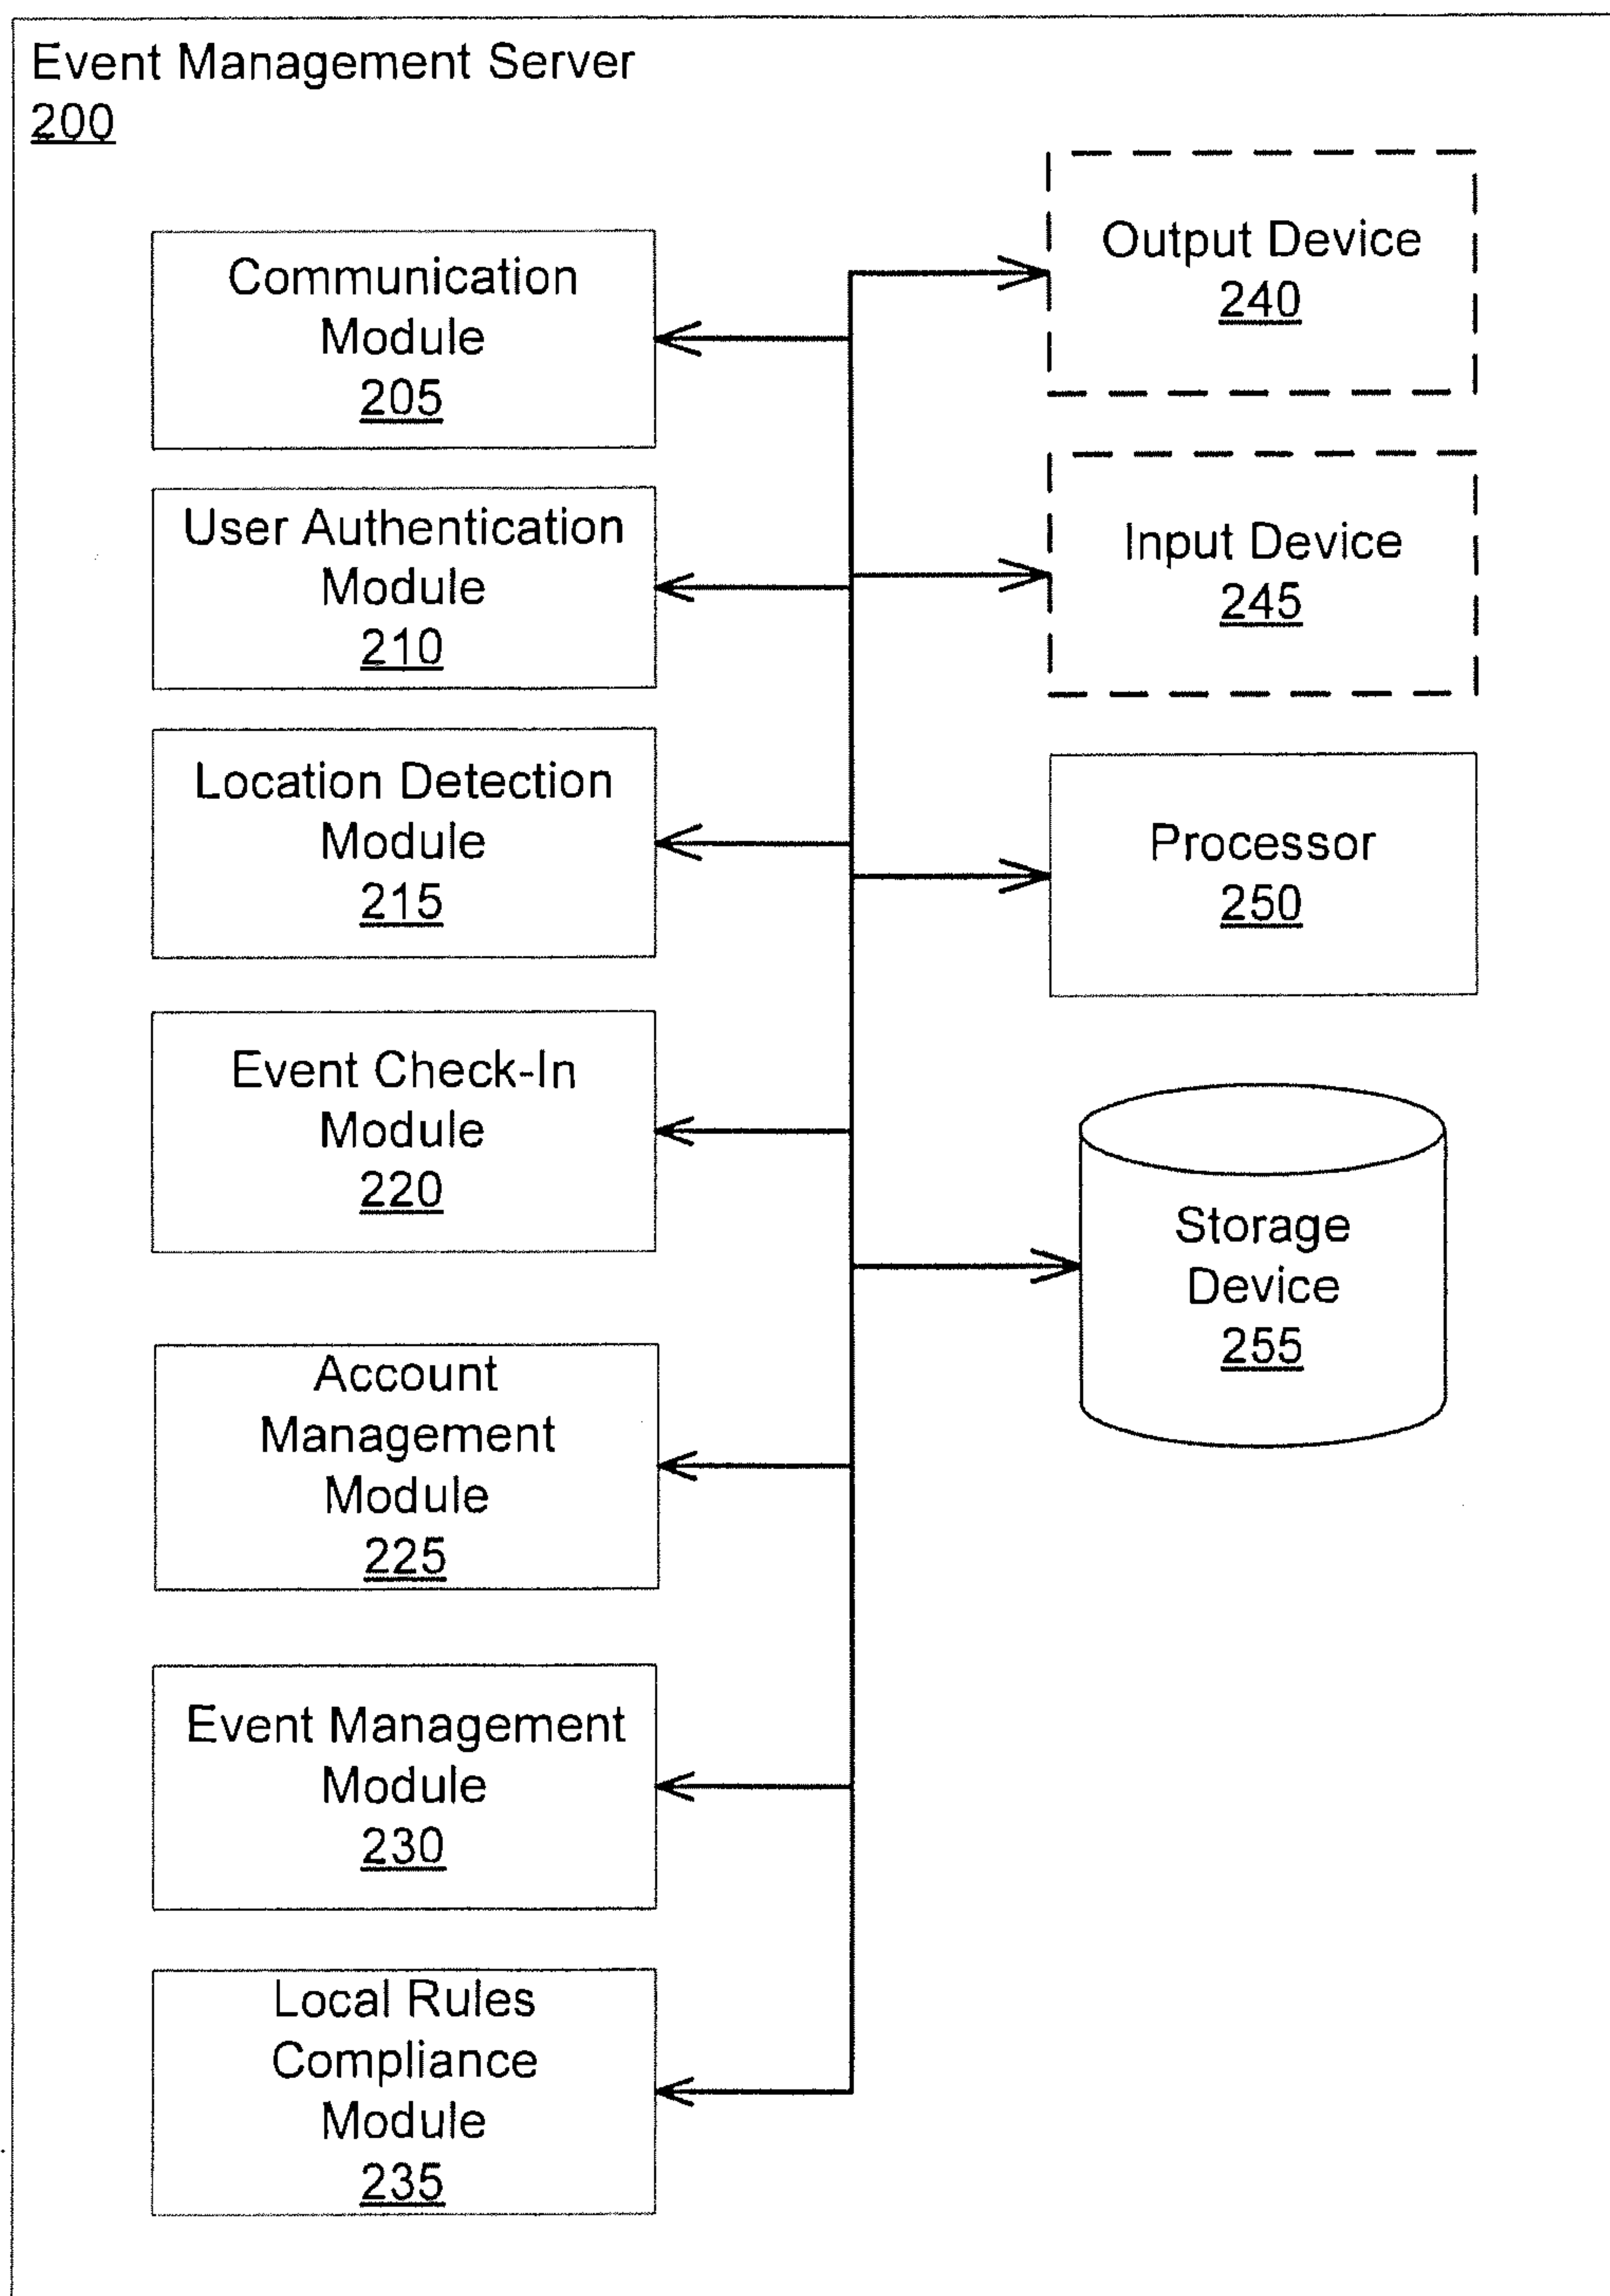 Event Management Server
200
Communication
Module
205
User Authentication
Module
210
Location Detection
Module
215
Event Check-In
Module
220
Account
Management
Module
225
Event Management
Module
230
Local Rules
Compliance
Module
235
Output Device
240
Input Device
245
Processor
250
Storage
Device
255